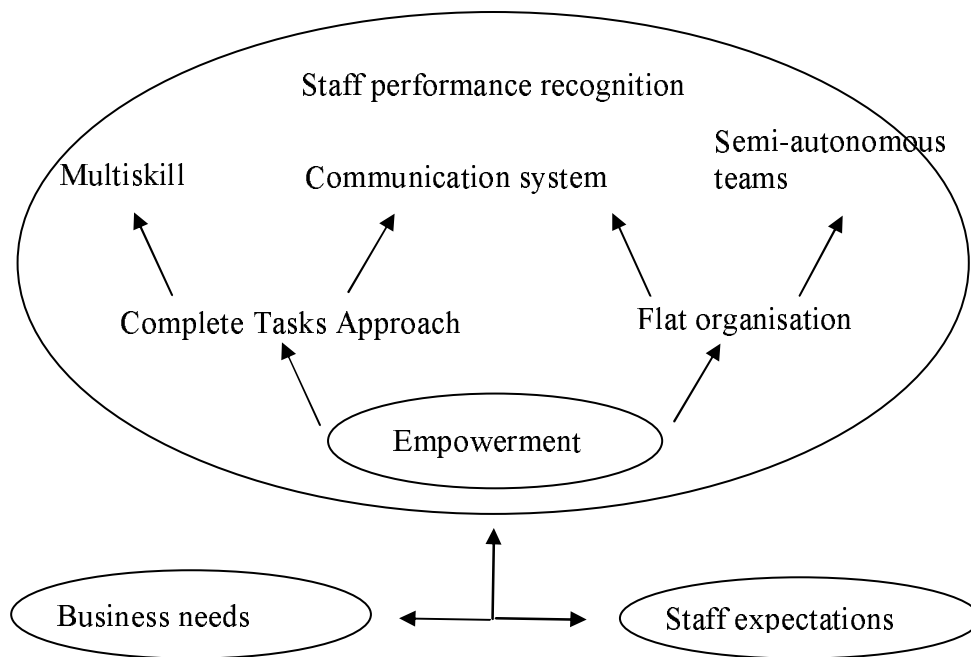 Staff performance recognition
Semi-autonomous
teams
Multiskill
Communication system
Complete Tasks Approach
Flat organisation
Empowerment
Business needs
Staff expectations